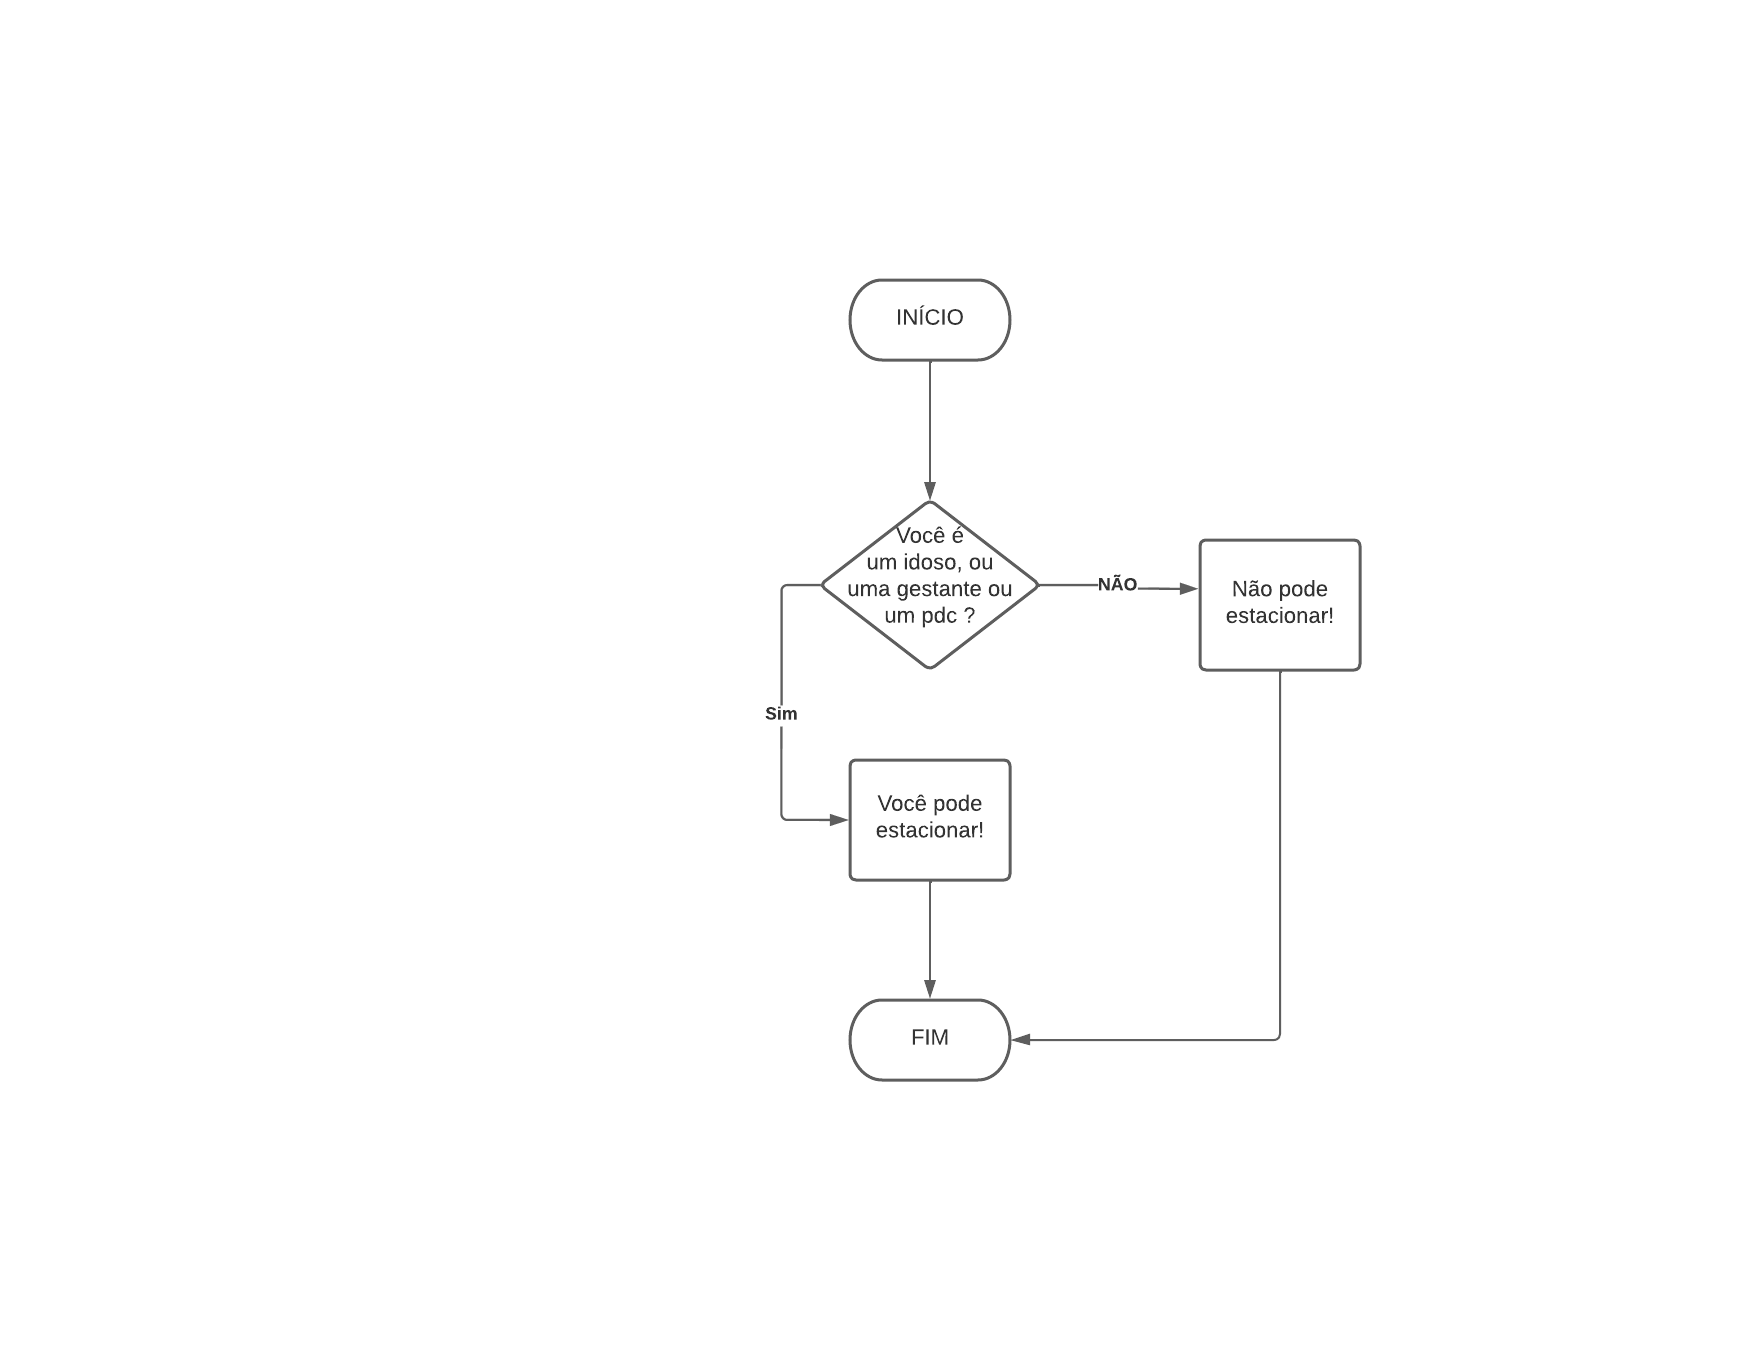 INÍCIO
Você é
um idoso, ou
uma gestante ou
um pdc ?
NÃO
Não pode
estacionar!
Sim
Você pode
estacionar!
FIM